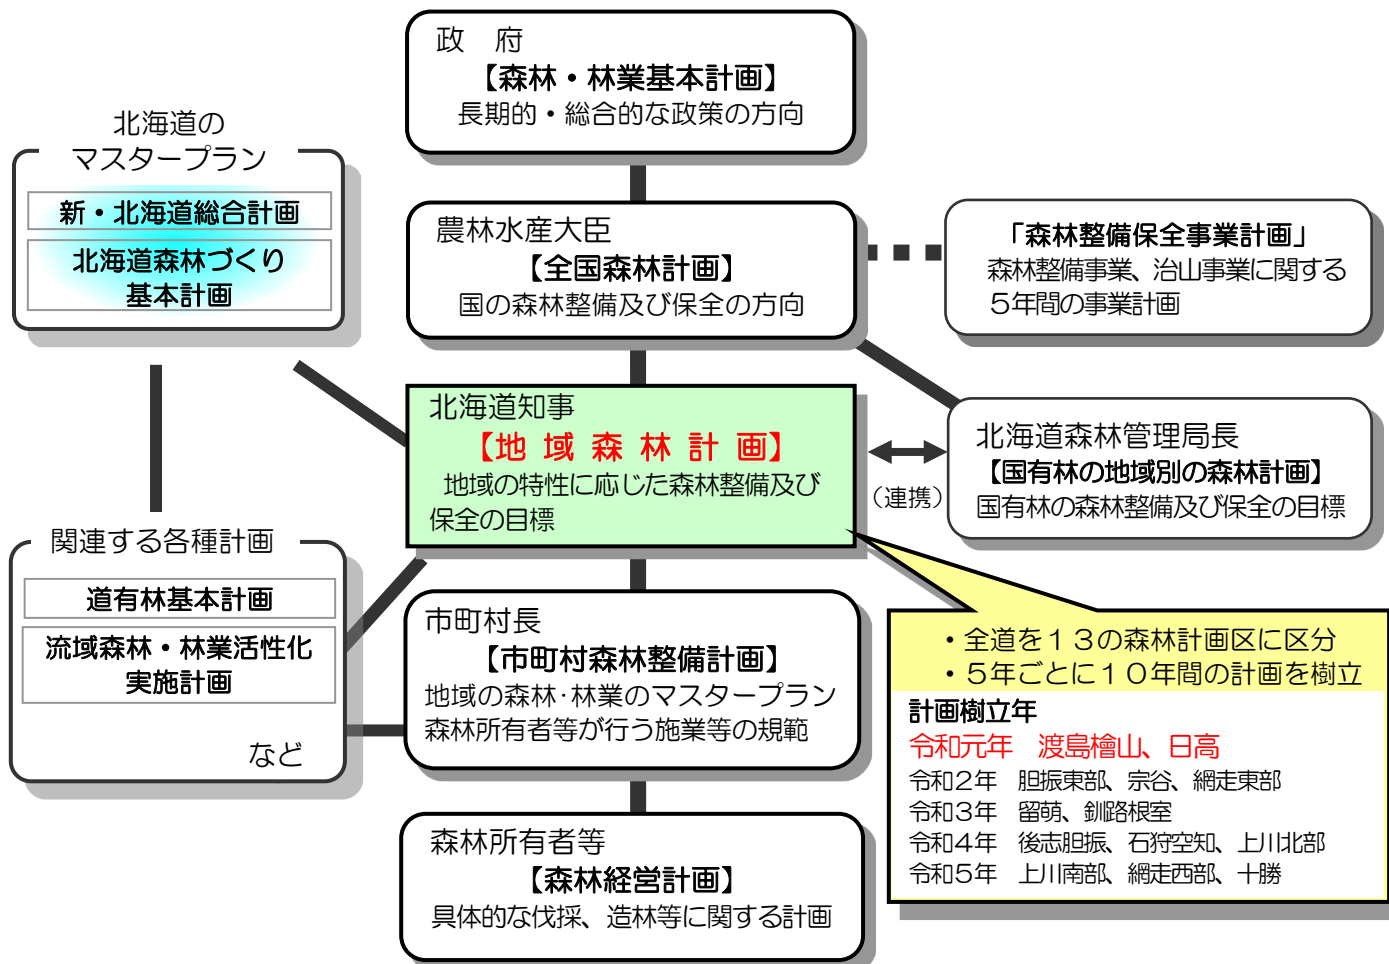 政　府
【森林・林業基本計画】
長期的・総合的な政策の方向
北海道の
マスタープラン
新・北海道総合計画
北海道森林づくり
基本計画
農林水産大臣
【全国森林計画】
国の森林整備及び保全の方向
「森林整備保全事業計画」
森林整備事業、治山事業に関する
５年間の事業計画
北海道知事
【地 域 森 林 計 画】
地域の特性に応じた森林整備及び
保全の目標
（連携）
北海道森林管理局長
【国有林の地域別の森林計画】
国有林の森林整備及び保全の目標
関連する各種計画
道有林基本計画
流域森林・林業活性化
実施計画
など
市町村長
【市町村森林整備計画】
地域の森林・林業のマスタープラン
森林所有者等が行う施業等の規範
・全道を１３の森林計画区に区分
・５年ごとに１０年間の計画を樹立
計画樹立年
令和元年　渡島檜山、日高
令和２年　胆振東部、宗谷、網走東部
令和３年　留萌、釧路根室
令和４年　後志胆振、石狩空知、上川北部
令和５年　上川南部、網走西部、十勝
森林所有者等
【森林経営計画】
具体的な伐採、造林等に関する計画